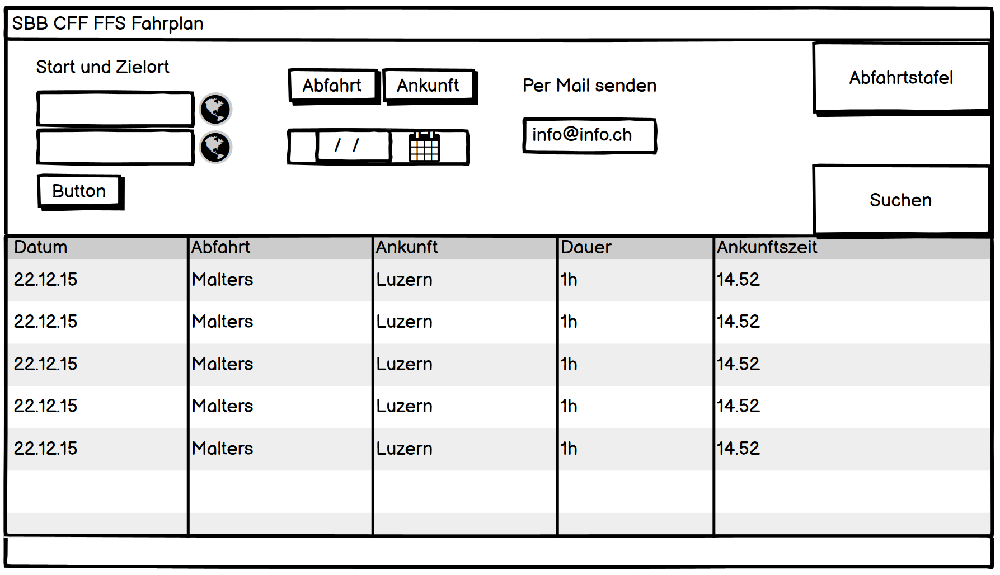 SBB CFF FFS Fahrplan
Start und Zielort
Abfahrt Ankunft
Per Mail senden
Abfahrtstafel
/ /
info@info.ch
Button
Suchen
Datum Abfahrt Ankunft Dauer Ankunftszeit
22.12.15 Malters Luzern 1h 14.52
22.12.15 Malters Luzern 1h 14.52
22.12.15 Malters Luzern 1h 14.52
22.12.15 Malters Luzern 1h 14.52
22.12.15 Malters Luzern 1h 14.52